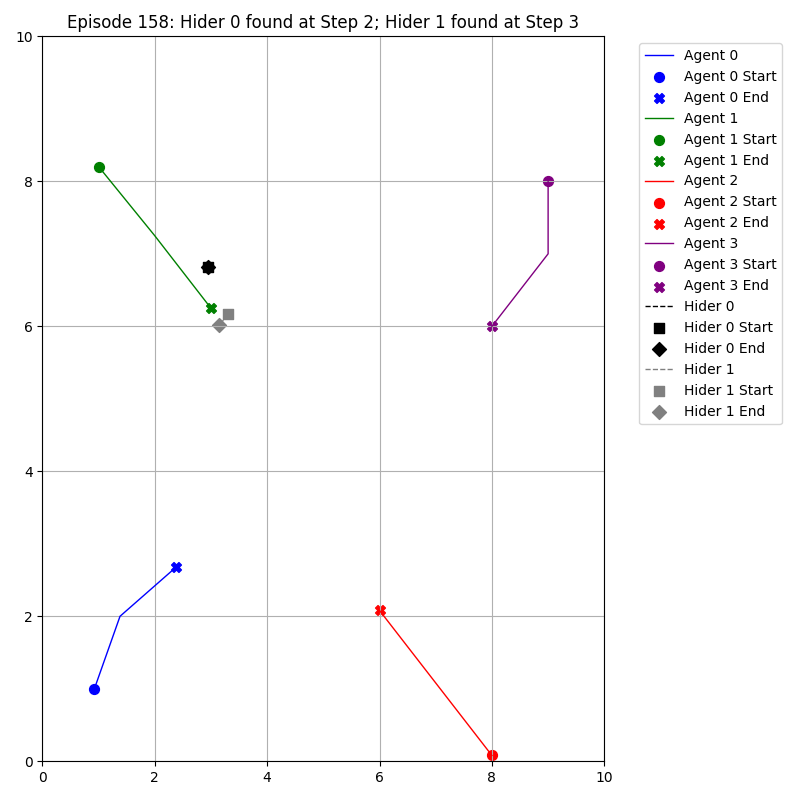 Episode 158: Hider 0 found at Step 2; Hider 1 found at Step 3
10
8
6
4
2
0
0 2 4 6 8 10
Agent 0
Agent 0 Start
Agent 0 End
Agent 1
Agent 1 Start
Agent 1 End
Agent 2
Agent 2 Start
Agent 2 End
Agent 3
Agent 3 Start
Agent 3 End
Hider 0
Hider 0 Start
Hider 0 End
Hider 1
Hider 1 Start
Hider 1 End